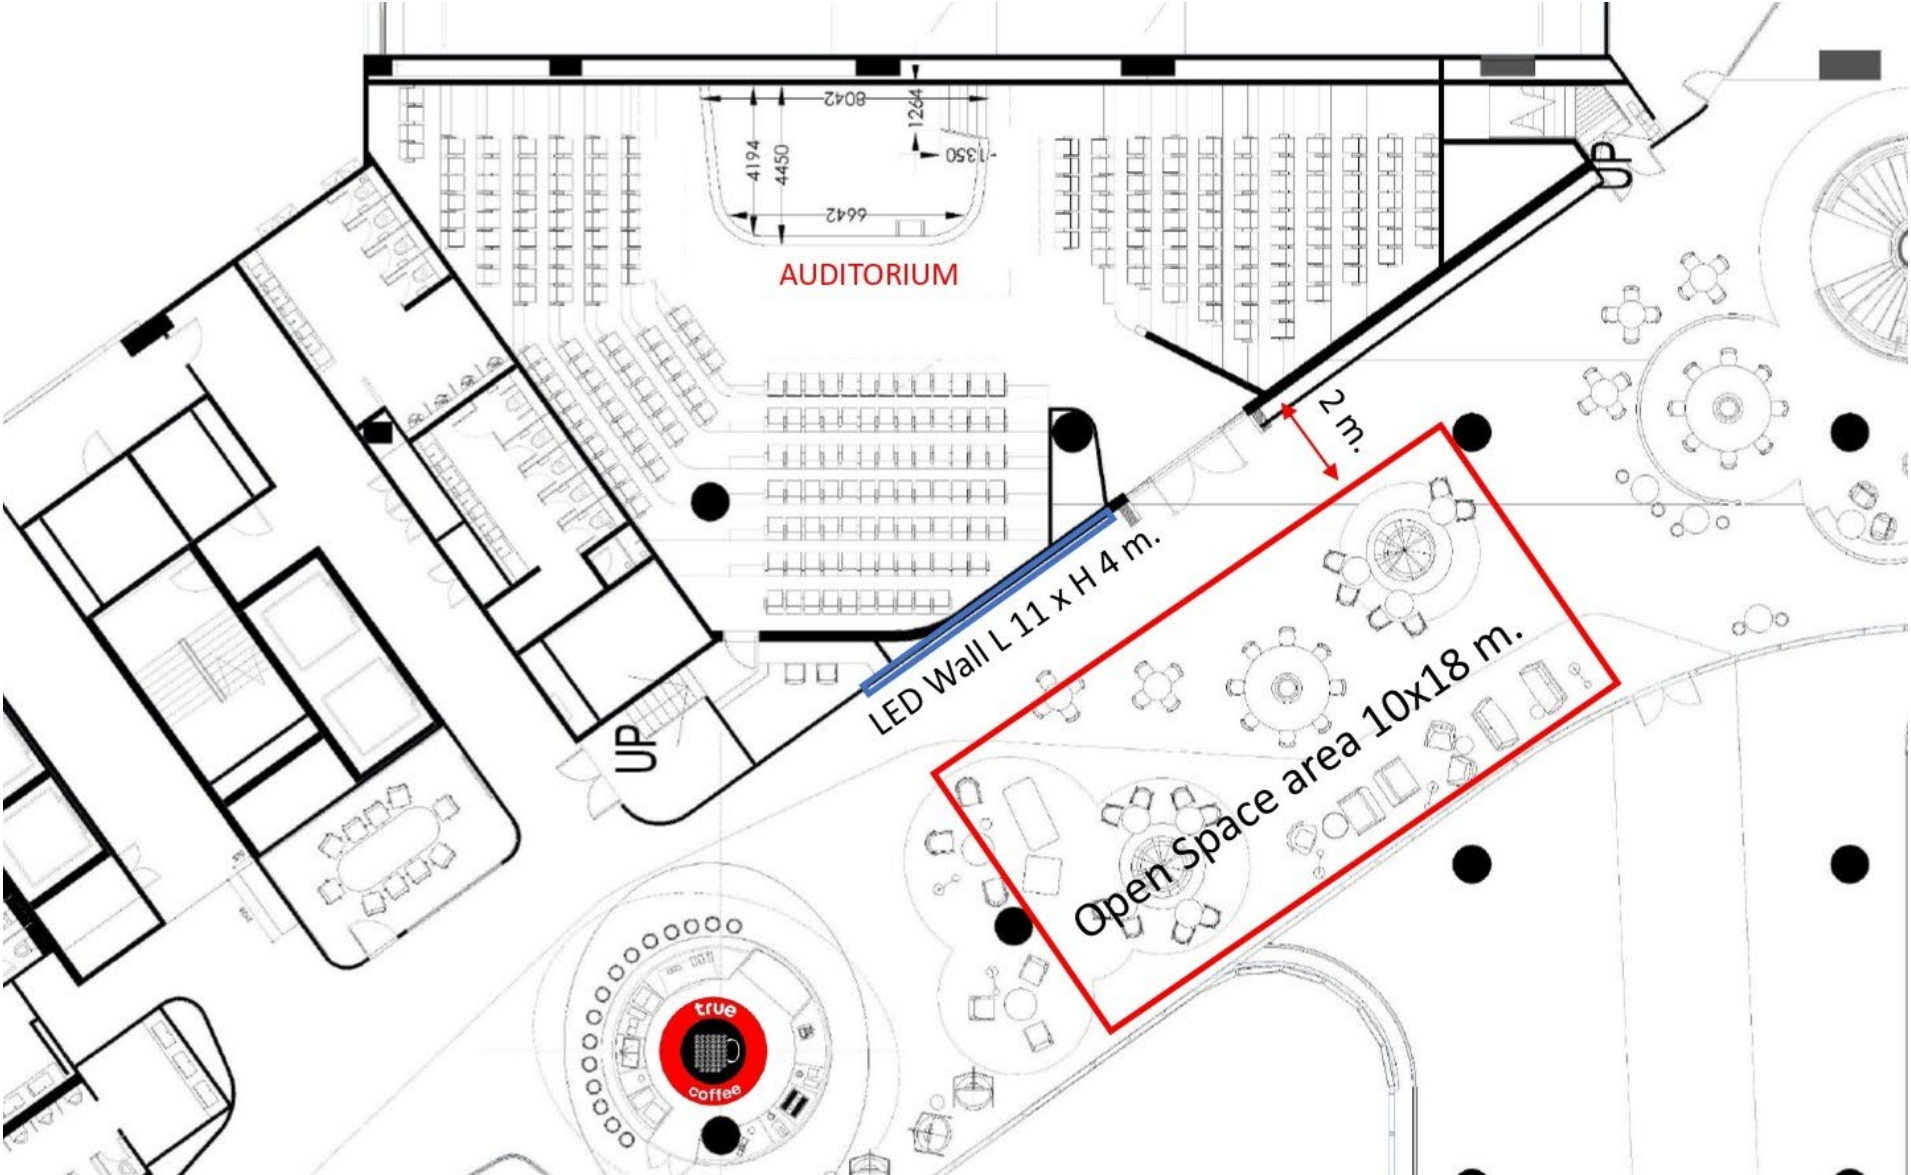 8042
1264
4194
4450
1350
6642
AUDITORIUM
UP
2 m.
LED Wall L 11 x H 4 m.
Open Space area 10x18 m.
UP
true
coffee